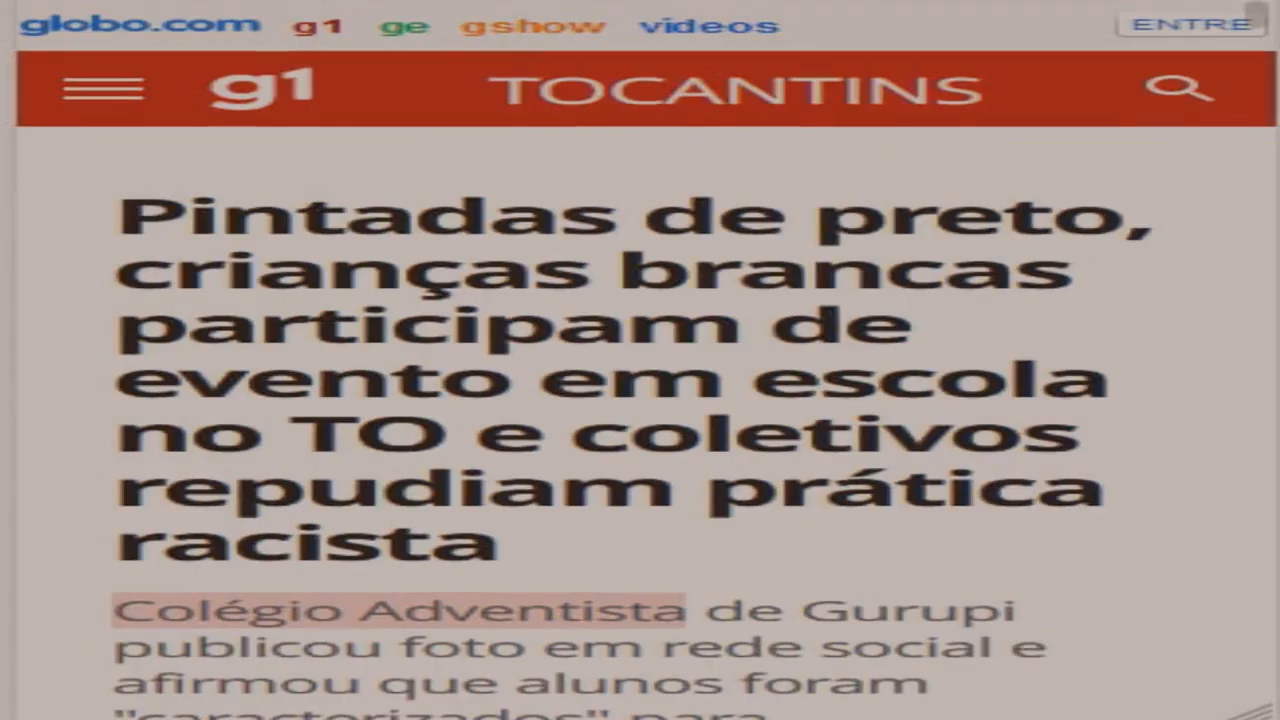 globo.com g1 ge gshow videos ENTRE
g1 TOCANTINS
Pintadas de preto,
crianças brancas
participam de
evento em escola
no TO e coletivos
repudiam prática
racista
Colégio Adventista de Gurupi
publicou foto em rede social e
afirmou que alunos foram
"caracterizados" para